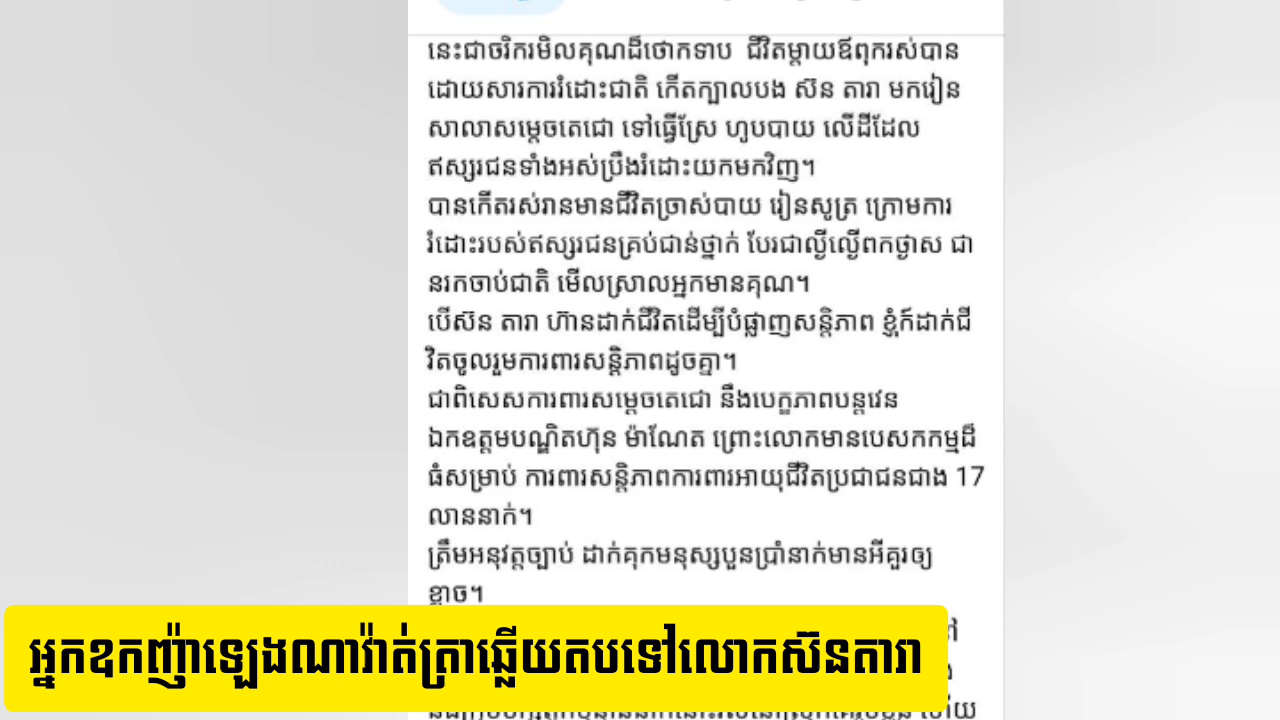 នេះជាចរិករមិលគុណដ៏ថោកទាប ជីវិតម្តាយឪពុករស់បាន
ដោយសារការរំដោះជាតិ កើតក្បាលបង ស៊ន តារា មករៀន
សាលាសម្តេចតេជោ ទៅធ្វើស្រែ ហូបបាយ លើដីដែល
ឥស្សរជនទាំងអស់ប្រឹងរំដោះយកមកវិញ។
បានកើតរស់រានមានជីវិតច្រាស់បាយ រៀនសូត្រ ក្រោមការ
រំដោះរបស់ឥស្សរជនគ្រប់ជាន់ថ្នាក់ បែរជាល្ងីល្ងើពកថ្ងាស ជា
នរកចាប់ជាតិ មើលស្រាលអ្នកមានគុណ។
បើស៊ន តារា ហ៊ានដាក់ជីវិតដើម្បីបំផ្លាញសន្តិភាព ខ្ញុំក៍ដាក់ជី
វិតចូលរួមការពារសន្តិភាពដូចគ្នា។
ជាពិសេសការពារសម្តេចតេជោ នឹងបេក្ខភាពបន្តវេន
ឯកឧត្តមបណ្ឌិតហ៊ុន ម៉ាណែត ព្រោះលោកមានបេសកកម្មដ៏
ធំសម្រាប់ ការពារសន្តិភាពការពារអាយុជីវិតប្រជាជនជាង 17
លាននាក់។
ត្រឹមអនុវត្តច្បាប់ ដាក់គុកមនុស្សបួនប្រាំនាក់មានអីគួរឲ្យ
ខ្លាច។
អ្នកឧកញ៉ាឡេងណាវ៉ាត់ត្រាឆ្លើយតបទៅលោកស៊នតារា